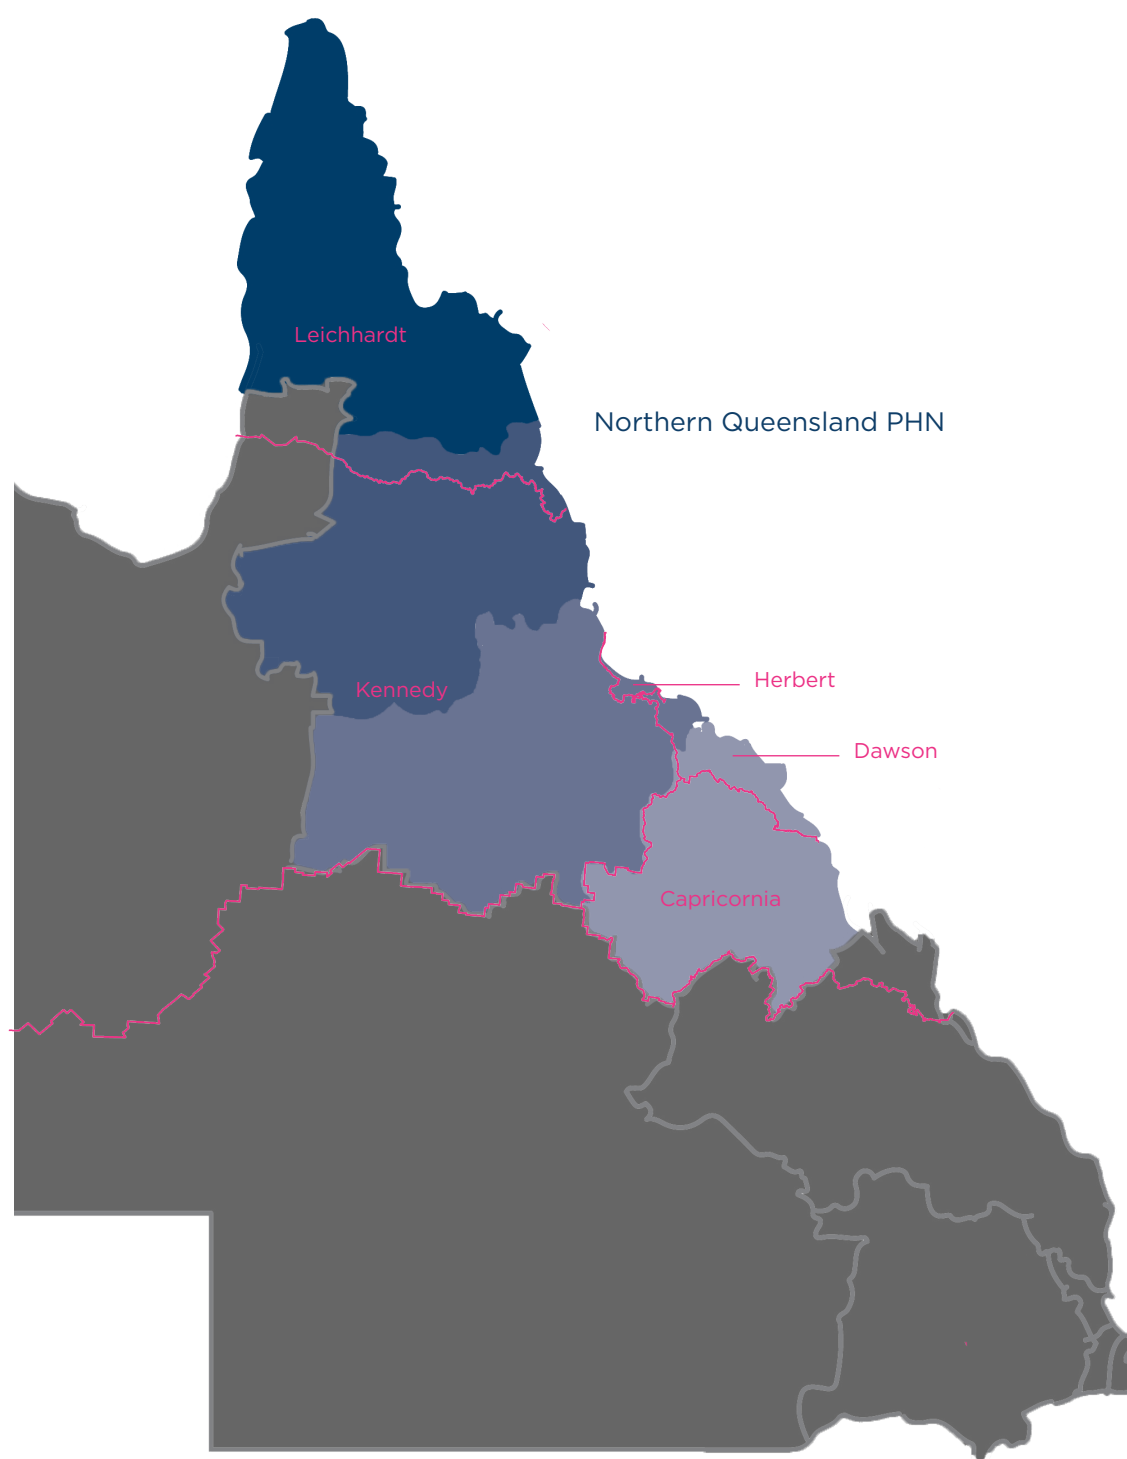 Leichhardt
Northern Queensland PHN
Herbert
Kennedy
Dawson
Capricornia